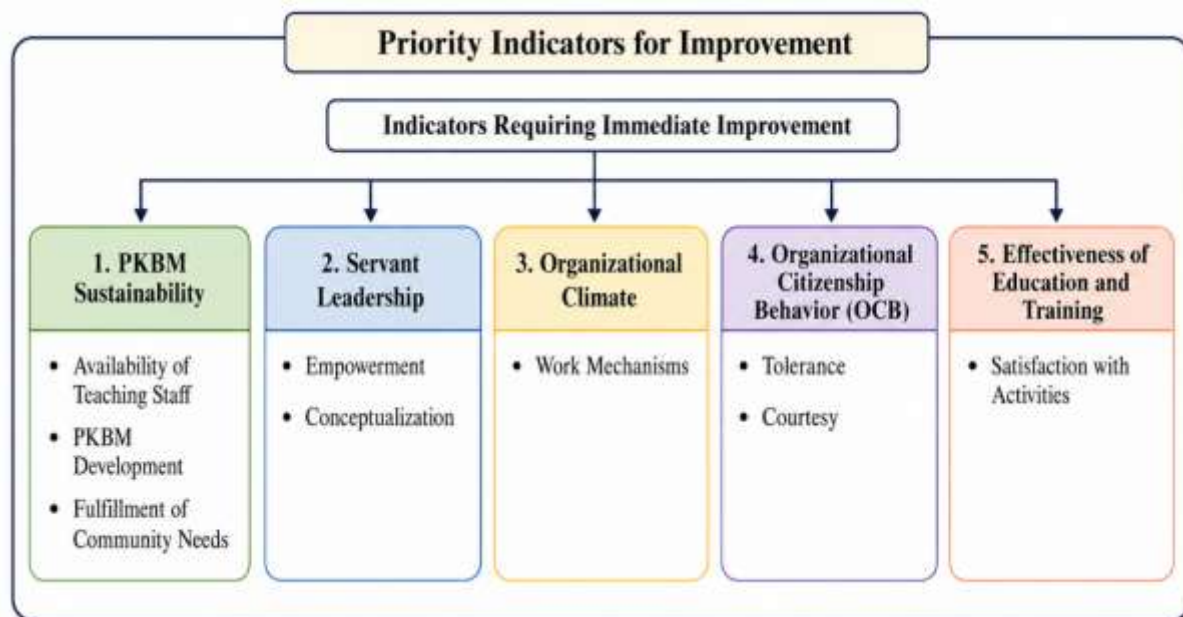 Priority Indicators for Improvement
Indicators Requiring Immediate Improvement
1. PKBM
Sustainability
• Availability of
Teaching Staff
• PKBM
Development
• Fulfillment of
Community Needs
2. Servant
Leadership
• Empowerment
• Conceptualization
3. Organizational
Climate
• Work Mechanisms
4. Organizational
Citizenship
Behavior (OCB)
• Tolerance
• Courtesy
5. Effectiveness of
Education and
Training
• Satisfaction with
Activities